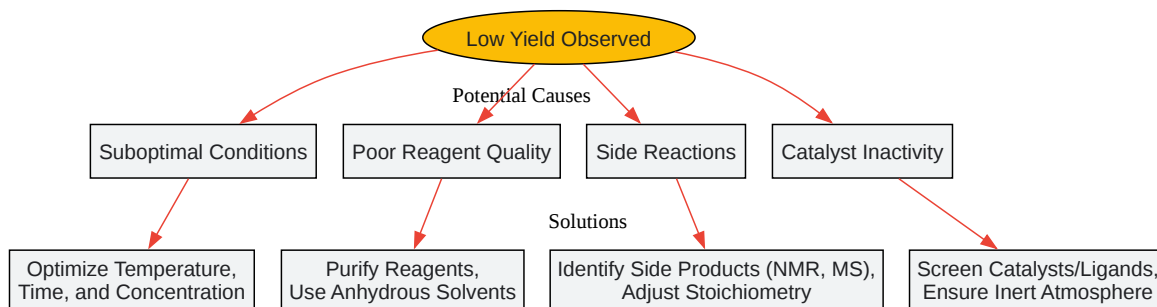 Low Yield Observed
Potential Causes
Suboptimal Conditions
Poor Reagent Quality
Side Reactions
Catalyst Inactivity
Solutions
Optimize Temperature,
Time, and Concentration
Purify Reagents,
Use Anhydrous Solvents
Identify Side Products (NMR, MS),
Adjust Stoichiometry
Screen Catalysts/Ligands,
Ensure Inert Atmosphere